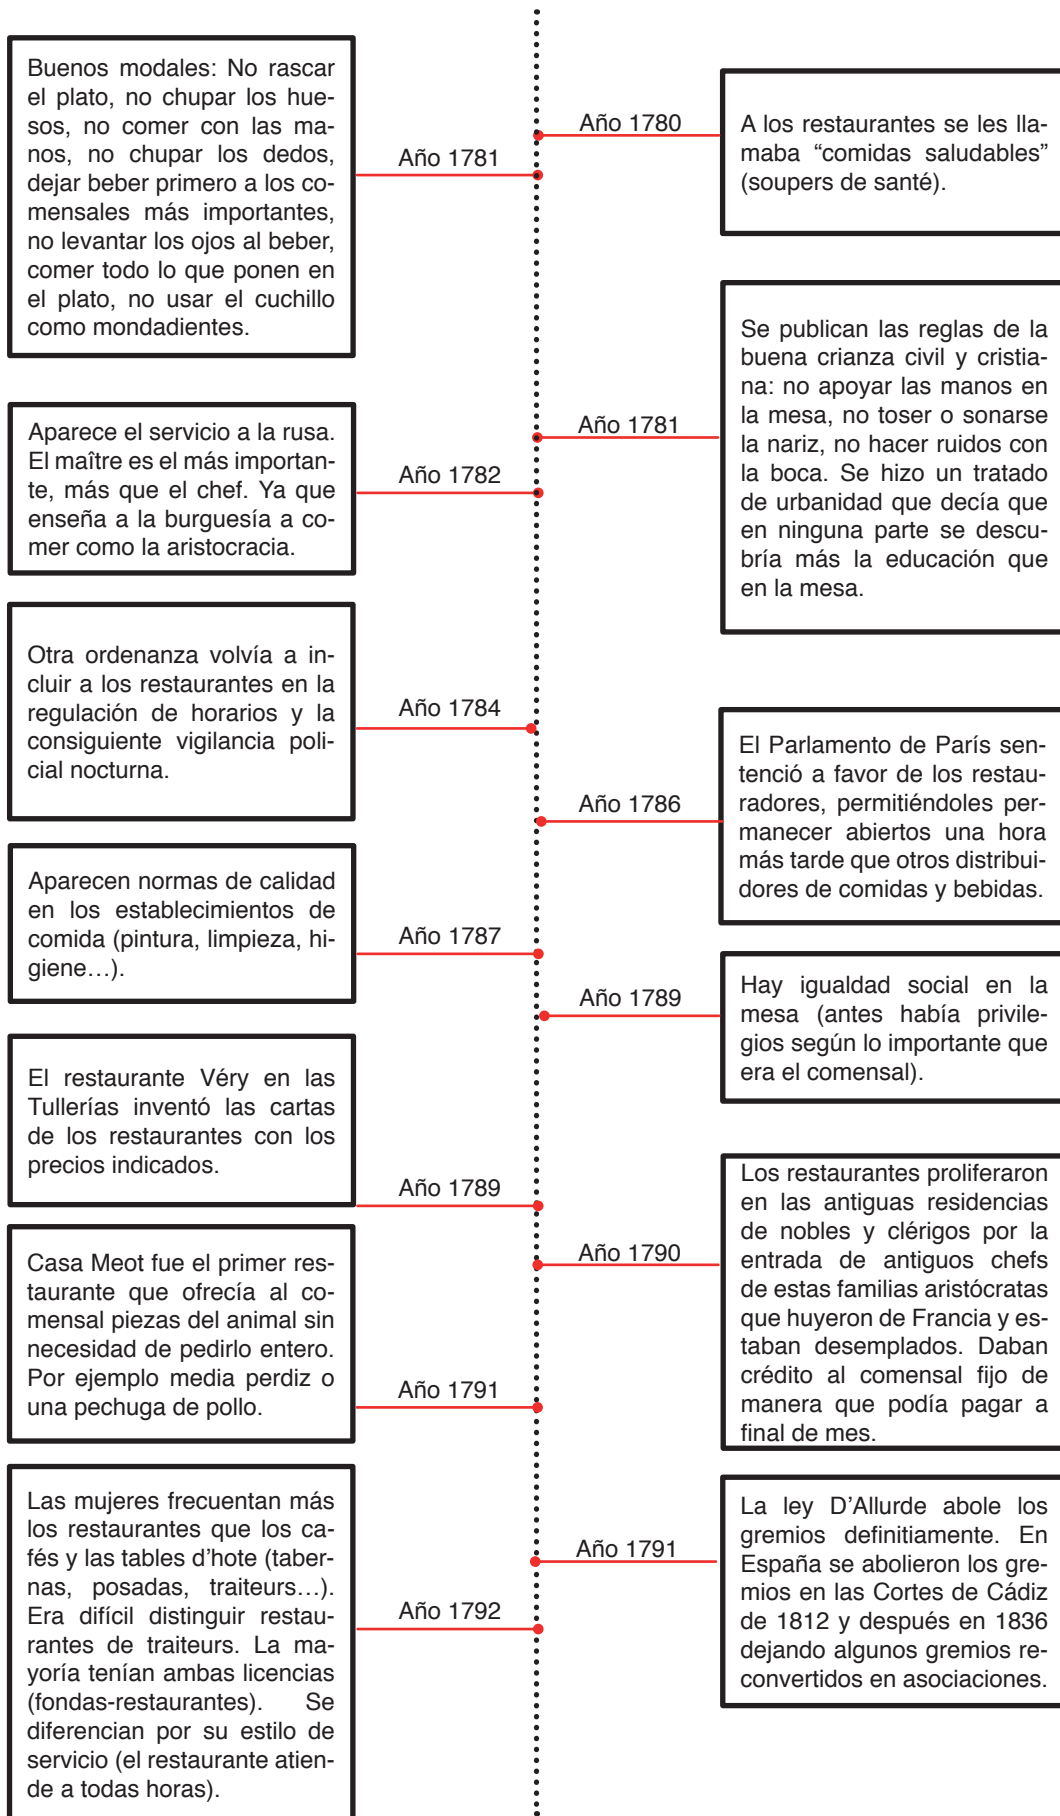 Año 1780
A los restaurantes se les lla-
maba “comidas saludables”
(soupers de santé).
Año 1781
Buenos modales: No rascar
el plato, no chupar los hue-
sos, no comer con las ma-
nos, no chupar los dedos,
dejar beber primero a los co-
mensales más importantes,
no levantar los ojos al beber,
comer todo lo que ponen en
el plato, no usar el cuchillo
como mondadientes.
Año 1781
Se publican las reglas de la
buena crianza civil y cristia-
na: no apoyar las manos en
la mesa, no toser o sonarse
la nariz, no hacer ruidos con
la boca. Se hizo un tratado
de urbanidad que decía que
en ninguna parte se descu-
bría más la educación que
en la mesa.
Año 1782
Aparece el servicio a la rusa.
El maître es el más importan-
te, más que el chef. Ya que
enseña a la burguesía a co-
mer como la aristocracia.
Año 1784
Otra ordenanza volvía a in-
cluir a los restaurantes en la
regulación de horarios y la
consiguiente vigilancia poli-
cial nocturna.
Año 1786
El Parlamento de París sen-
tenció a favor de los restau-
radores, permitiéndoles per-
manecer abiertos una hora
más tarde que otros distribui-
dores de comidas y bebidas.
Año 1787
Aparecen normas de calidad
en los establecimientos de
comida (pintura, limpieza, hi-
giene…).
Año 1789
Hay igualdad social en la
mesa (antes había privile-
gios según lo importante que
era el comensal).
Año 1789
El restaurante Véry en las
Tullerías inventó las cartas
de los restaurantes con los
precios indicados.
Año 1790
Los restaurantes proliferaron
en las antiguas residencias
de nobles y clérigos por la
entrada de antiguos chefs
de estas familias aristócratas
que huyeron de Francia y es-
taban desemplados. Daban
crédito al comensal fijo de
manera que podía pagar a
final de mes.
Año 1791
Casa Meot fue el primer res-
taurante que ofrecía al co-
mensal piezas del animal sin
necesidad de pedirlo entero.
Por ejemplo media perdiz o
una pechuga de pollo.
Año 1791
La ley D’Allurde abole los
gremios definitiamente. En
España se abolieron los gre-
mios en las Cortes de Cádiz
de 1812 y después en 1836
dejando algunos gremios re-
convertidos en asociaciones.
Año 1792
Las mujeres frecuentan más
los restaurantes que los ca-
fés y las tables d’hote (taber-
nas, posadas, traiteurs…).
Era difícil distinguir restau-
rantes de traiteurs. La ma-
yoría tenían ambas licencias
(fondas-restaurantes). Se
diferencian por su estilo de
servicio (el restaurante atien-
de a todas horas).